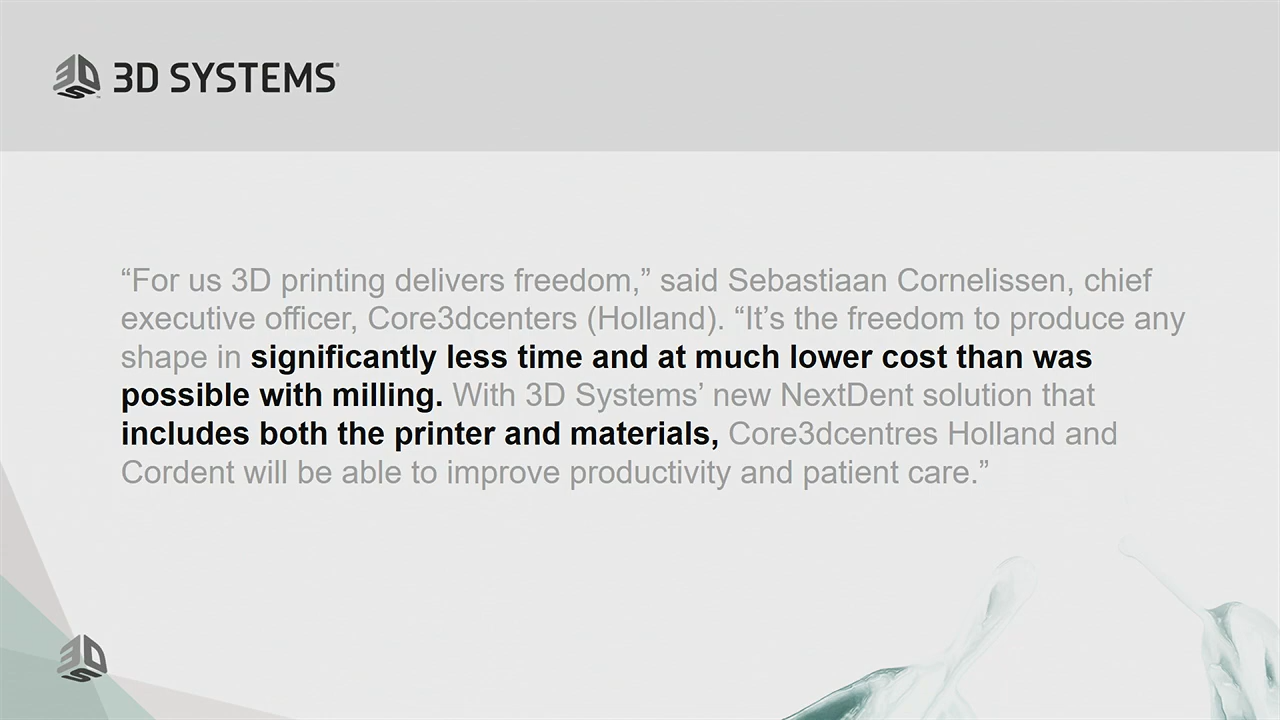 3D SYSTEMS
“For us 3D printing delivers freedom,” said Sebastiaan Cornelissen, chief
executive officer, Core3dcenters (Holland). “It’s the freedom to produce any
shape in significantly less time and at much lower cost than was
possible with milling. With 3D Systems’ new NextDent solution that
includes both the printer and materials, Core3dcentres Holland and
Cordent will be able to improve productivity and patient care.”